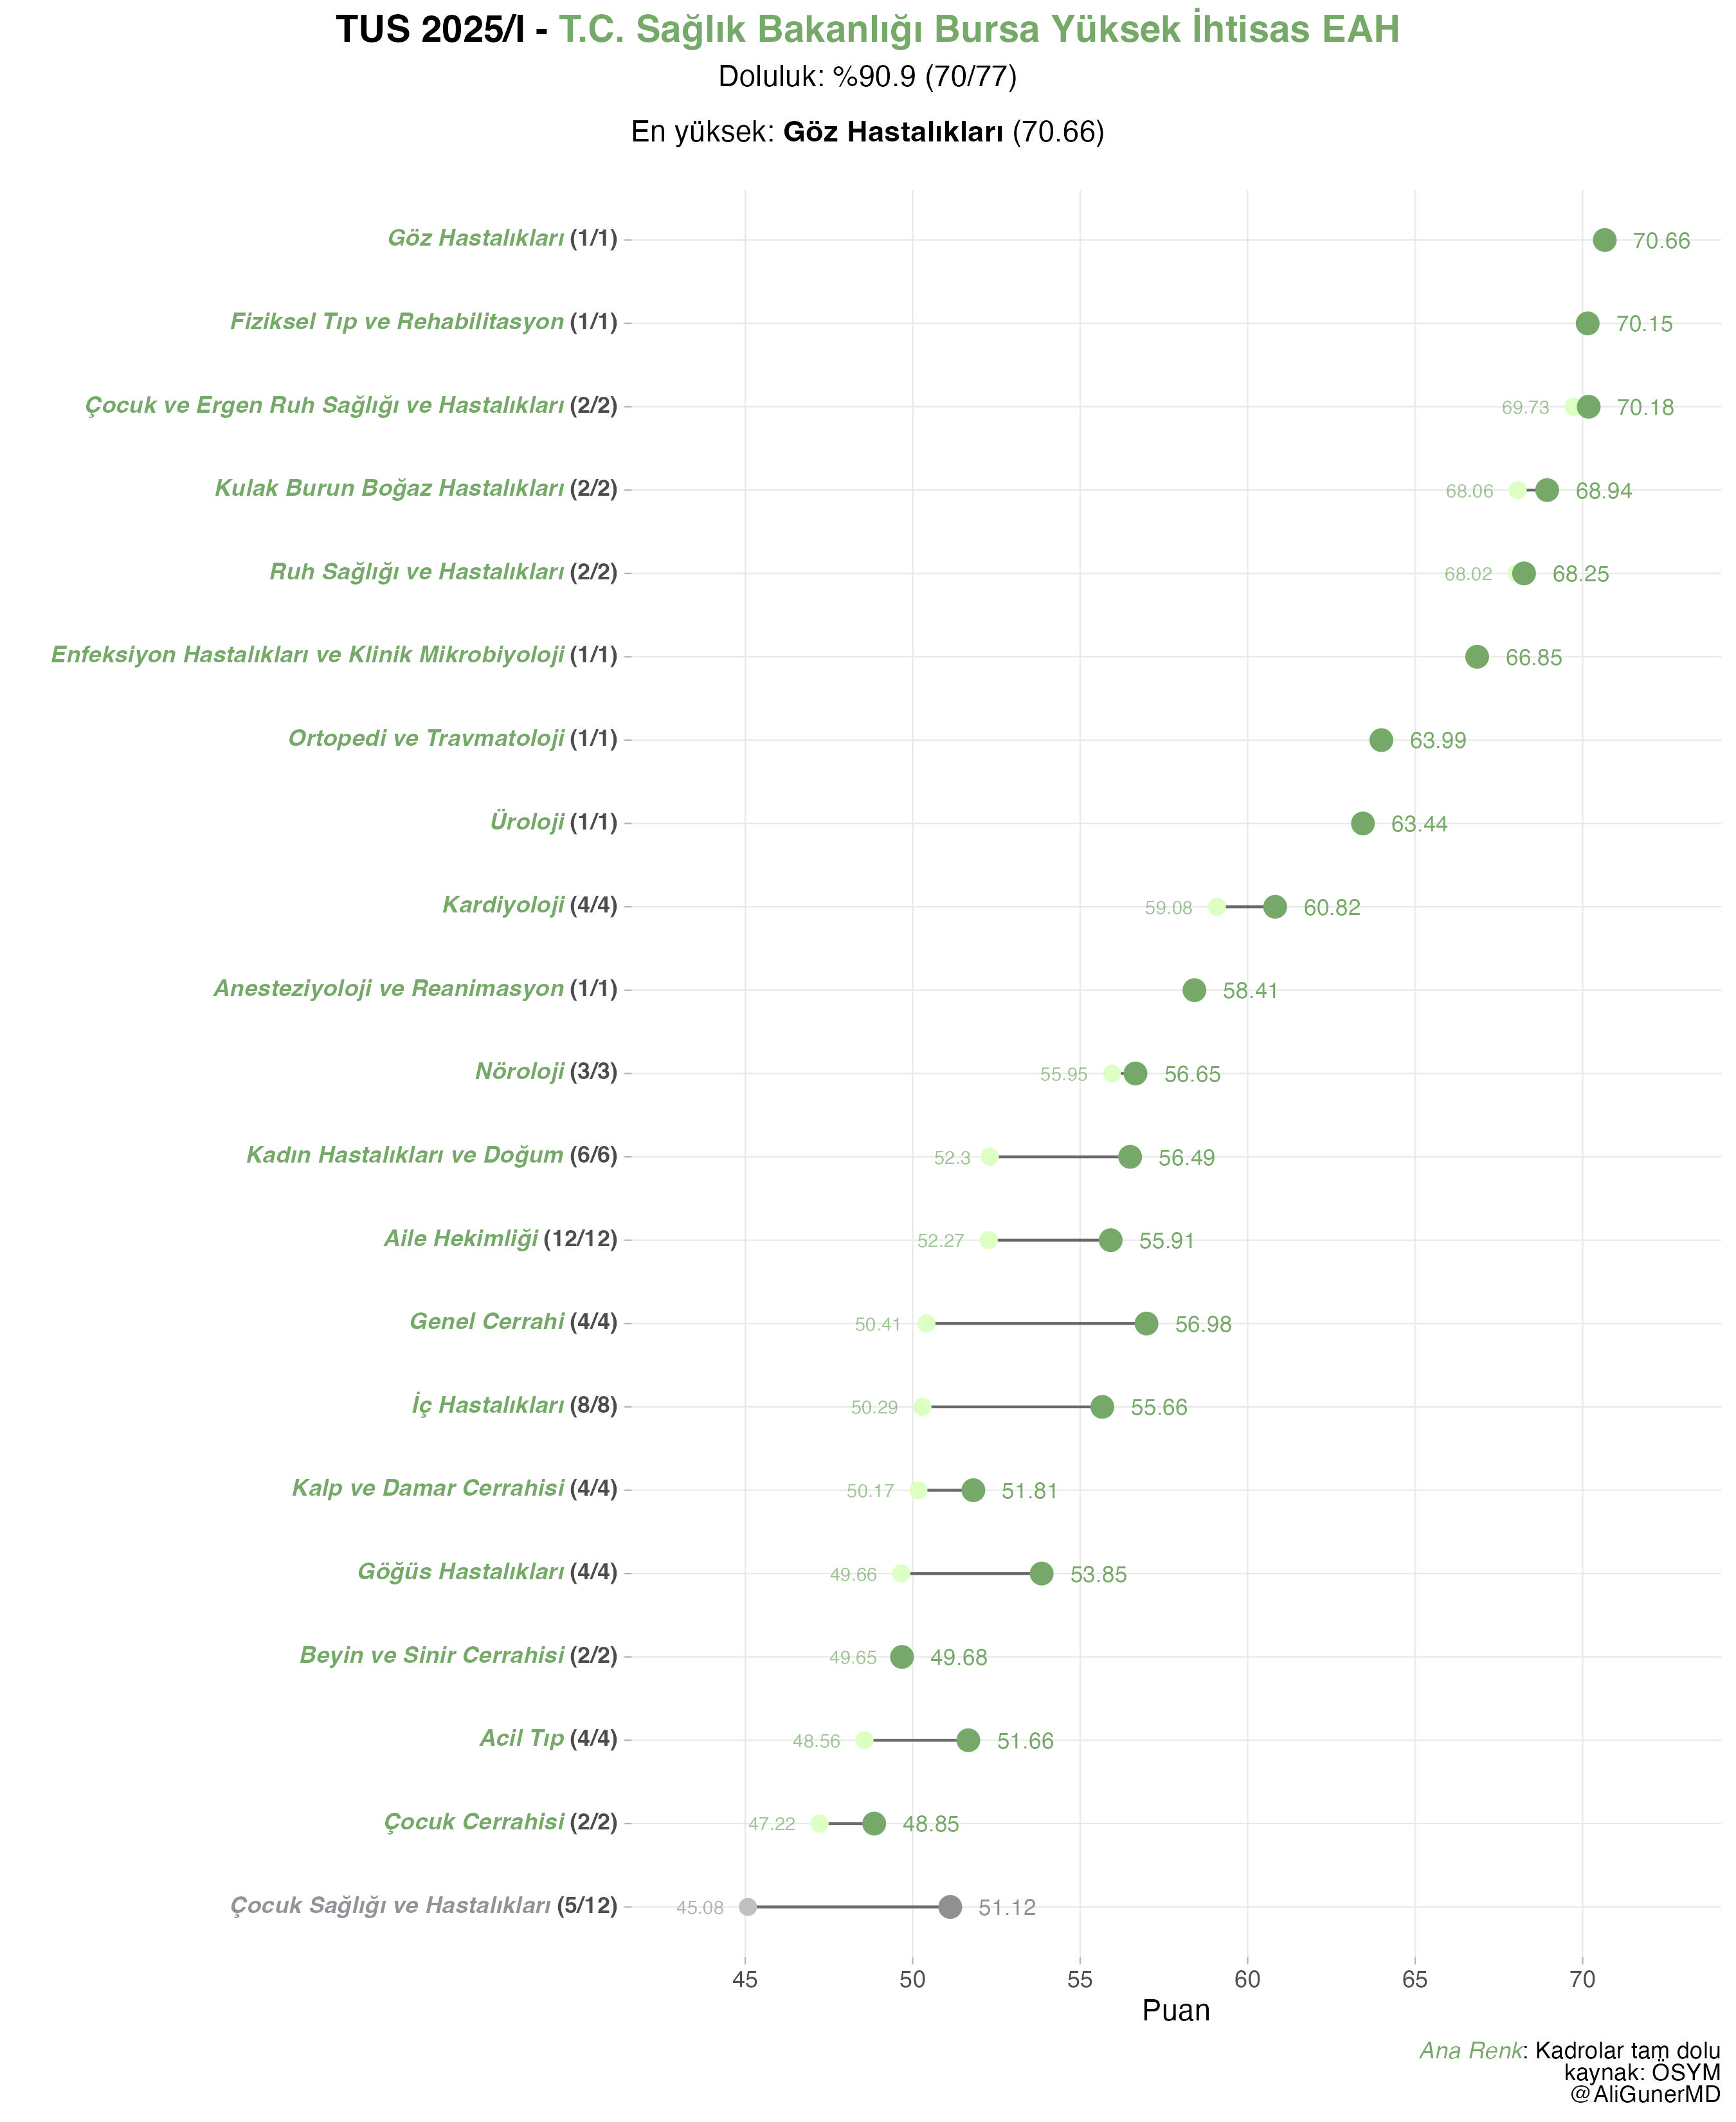 TUS 2025/I - T.C. Sağlık Bakanlığı Bursa Yüksek İhtisas EAH
Doluluk: %90.9 (70/77)
En yüksek: Göz Hastalıkları (70.66)
Göz Hastalıkları (1/1) 70.66
Fiziksel Tıp ve Rehabilitasyon (1/1) 70.15
Çocuk ve Ergen Ruh Sağlığı ve Hastalıkları (2/2) 69.73 70.18
Kulak Burun Boğaz Hastalıkları (2/2) 68.06 68.94
Ruh Sağlığı ve Hastalıkları (2/2) 68.02 68.25
Enfeksiyon Hastalıkları ve Klinik Mikrobiyoloji (1/1) 66.85
Ortopedi ve Travmatoloji (1/1) 63.99
Üroloji (1/1) 63.44
Kardiyoloji (4/4) 59.08 60.82
Anesteziyoloji ve Reanimasyon (1/1) 58.41
Nöroloji (3/3) 55.95 56.65
Kadın Hastalıkları ve Doğum (6/6) 52.3 56.49
Aile Hekimliği (12/12) 52.27 55.91
Genel Cerrahi (4/4) 50.41 56.98
İç Hastalıkları (8/8) 50.29 55.66
Kalp ve Damar Cerrahisi (4/4) 50.17 51.81
Göğüs Hastalıkları (4/4) 49.66 53.85
Beyin ve Sinir Cerrahisi (2/2) 49.65 49.68
Acil Tıp (4/4) 48.56 51.66
Çocuk Cerrahisi (2/2) 47.22 48.85
Çocuk Sağlığı ve Hastalıkları (5/12) 45.08 51.12
45 50 55 60 65 70
Puan
Ana Renk: Kadrolar tam dolu
kaynak: ÖSYM
@AliGunerMD